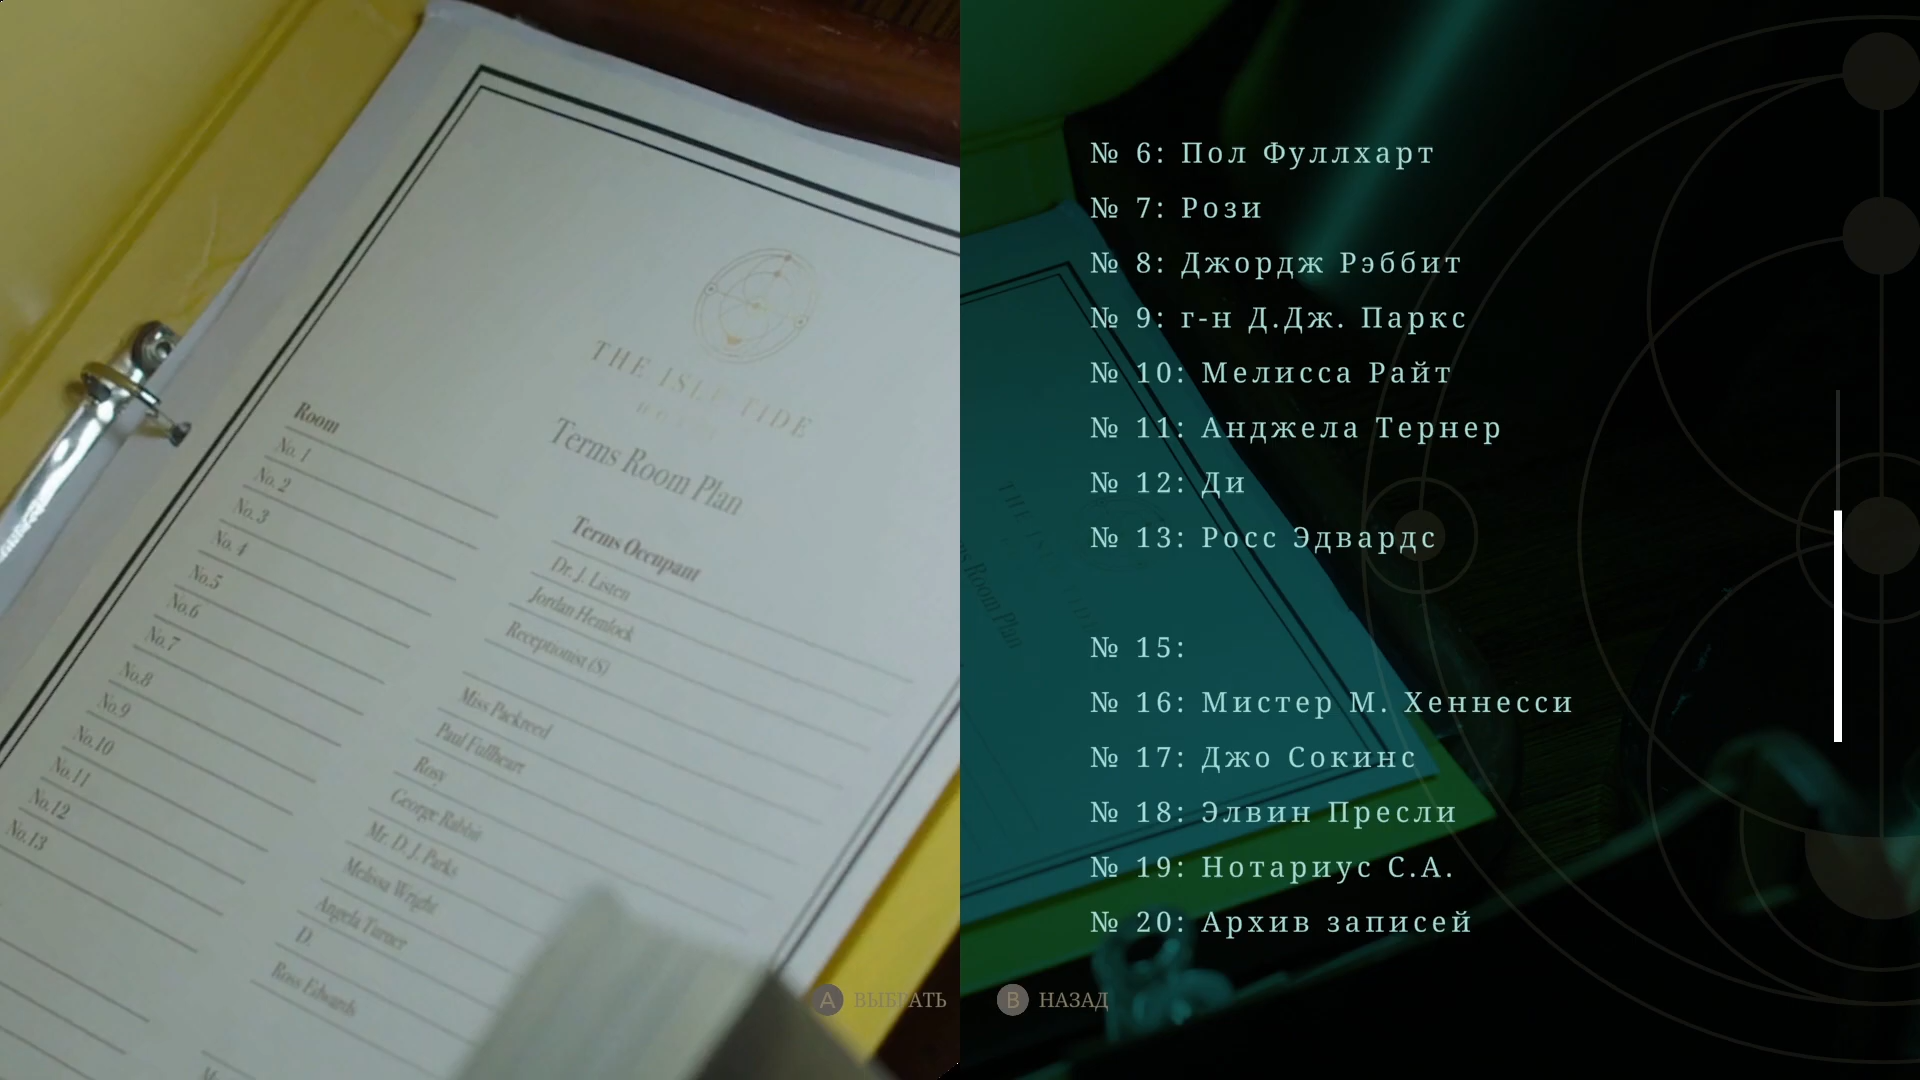 THE ISLE TIDE
HOTEL
Terms Room Plan
Room
No. 1
No. 2
No. 3
No. 4
No.5
No.6
No.7
No.8
No.9
No.10
No.11
No.12
No.13
Terms Occupant
Dr. J. Listen
Jordan Hemlock
Receptionist (S)
Miss Packreed
Paul Fullheart
Rosy
George Rabbit
Mr. D. J. Parks
Melissa Wright
Angela Turner
D.
Ross Edwards
№ 6: Пол Фуллхарт
№ 7: Рози
№ 8: Джордж Рэббит
№ 9: г-н Д.Дж. Паркс
№ 10: Мелисса Райт
№ 11: Анджела Тернер
№ 12: Ди
№ 13: Росс Эдвардс
№ 15:
№ 16: Мистер М. Хеннесси
№ 17: Джо Сокинс
№ 18: Элвин Пресли
№ 19: Нотариус С.А.
№ 20: Архив записей
A ВЫБРАТЬ
B НАЗАД